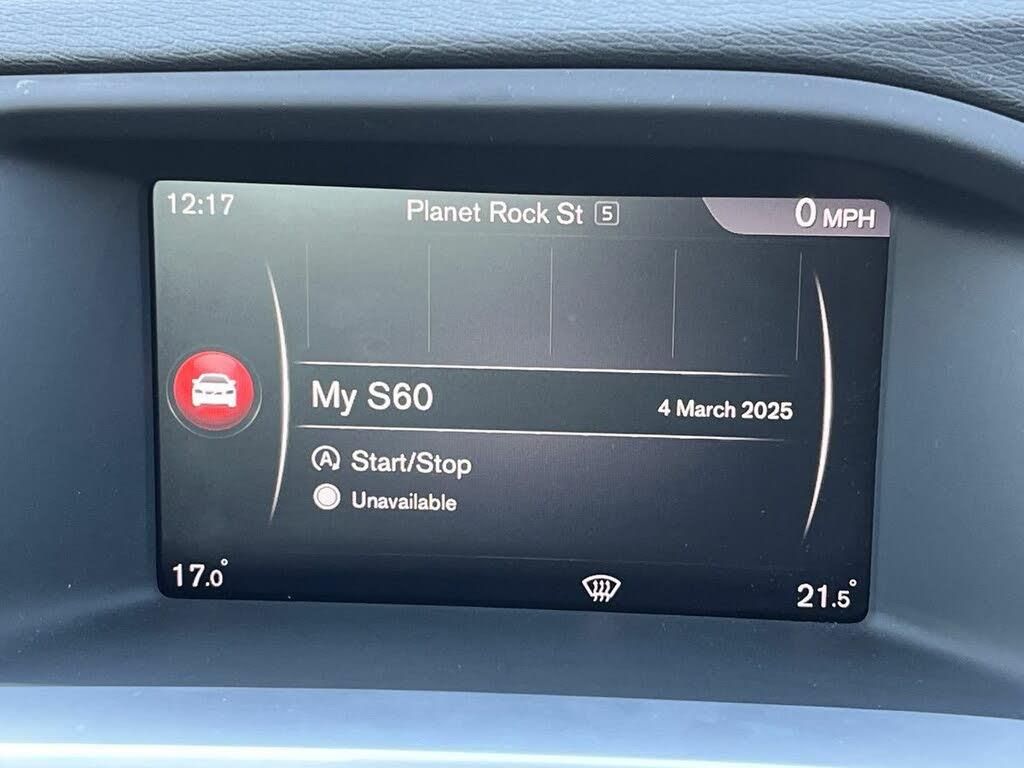 12:17
Planet Rock St 5
0 MPH
My S60
4 March 2025
A Start/Stop
Unavailable
17.0°
21.5°